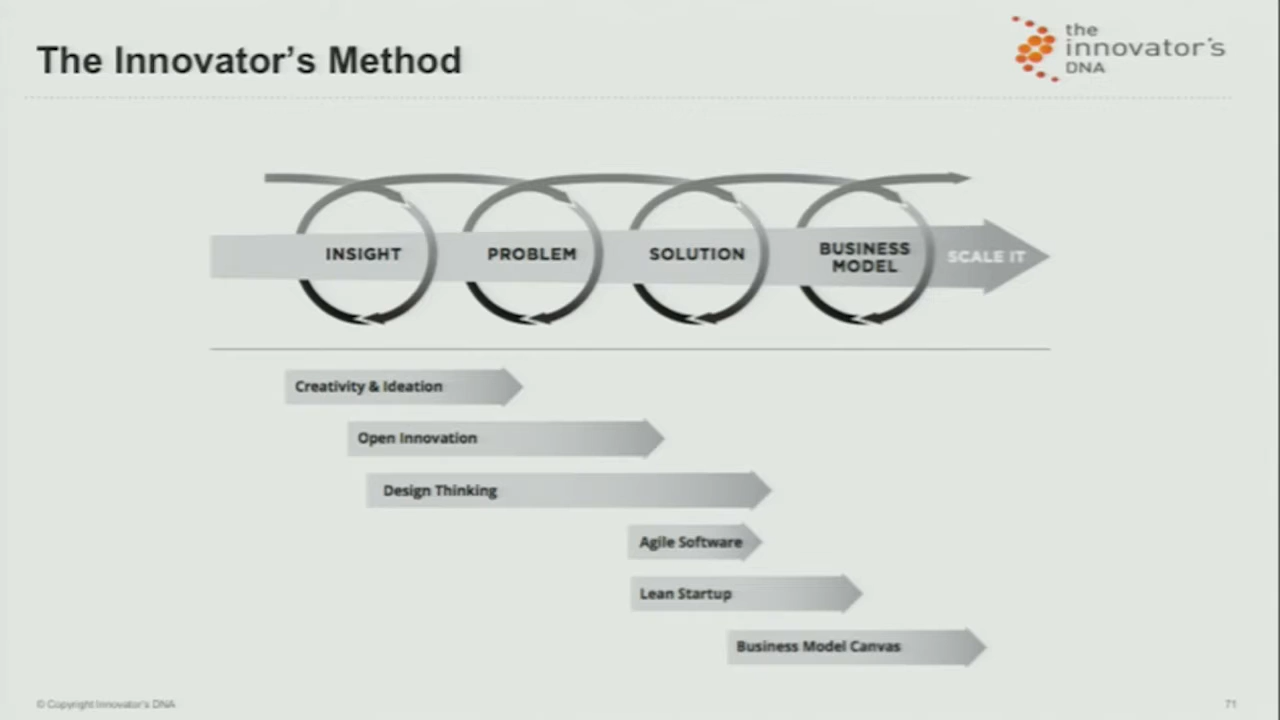 The Innovator's Method
the
innovator's
DNA
INSIGHT
PROBLEM
SOLUTION
BUSINESS
MODEL
SCALE IT
Creativity & Ideation
Open Innovation
Design Thinking
Agile Software
Lean Startup
Business Model Canvas
© Copyright Innovator's DNA
71